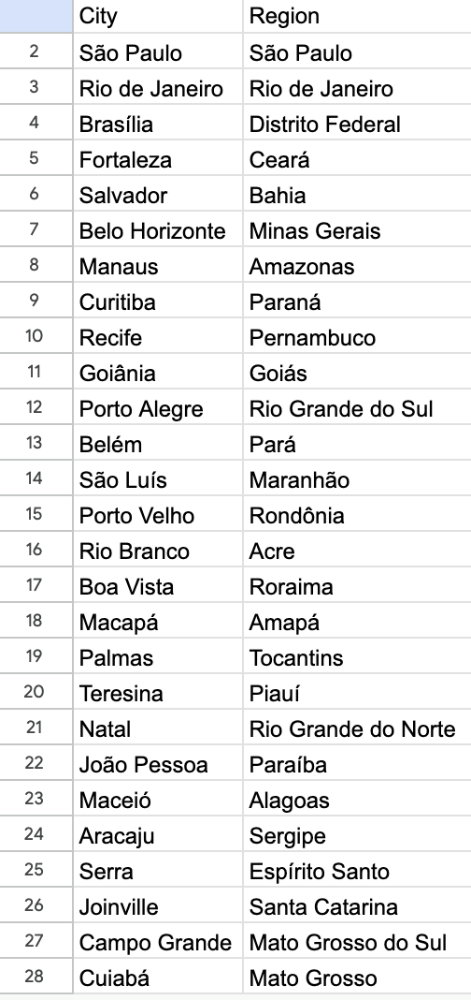 City Region
2 São Paulo São Paulo
3 Rio de Janeiro Rio de Janeiro
4 Brasília Distrito Federal
5 Fortaleza Ceará
6 Salvador Bahia
7 Belo Horizonte Minas Gerais
8 Manaus Amazonas
9 Curitiba Paraná
10 Recife Pernambuco
11 Goiânia Goiás
12 Porto Alegre Rio Grande do Sul
13 Belém Pará
14 São Luís Maranhão
15 Porto Velho Rondônia
16 Rio Branco Acre
17 Boa Vista Roraima
18 Macapá Amapá
19 Palmas Tocantins
20 Teresina Piauí
21 Natal Rio Grande do Norte
22 João Pessoa Paraíba
23 Maceió Alagoas
24 Aracaju Sergipe
25 Serra Espírito Santo
26 Joinville Santa Catarina
27 Campo Grande Mato Grosso do Sul
28 Cuiabá Mato Grosso